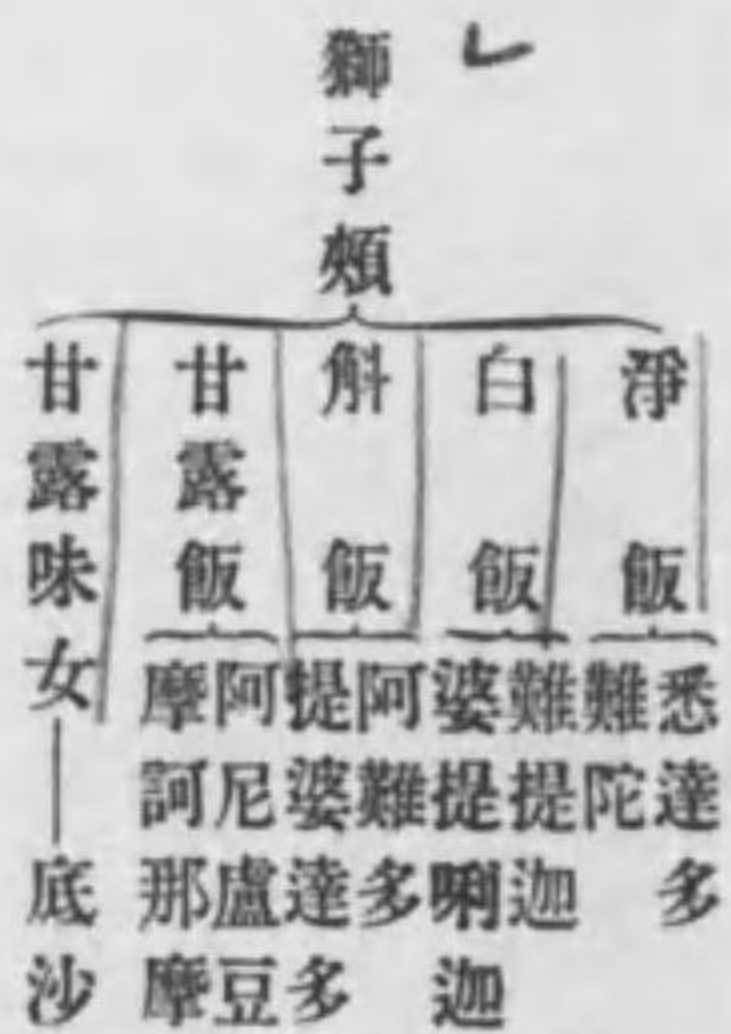 獅子頰
淨飯
悉達多
難陀
白飯
難提迦
婆提唎迦
斛飯
阿難多
提婆達多
甘露飯
阿尼盧豆
摩訶那摩
甘露味女
底沙